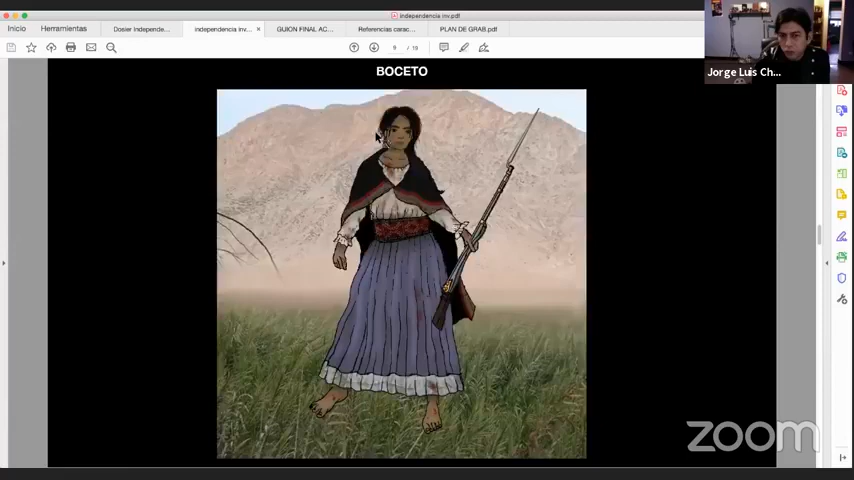 independencia inv.pdf
Inicio
Herramientas
Dosier Independe...
independencia inv...
×
GUION FINAL AC...
Referencias carac...
PLAN DE GRAB.pdf
9 / 19
Jorge Luis Ch...
BOCETO
zoom